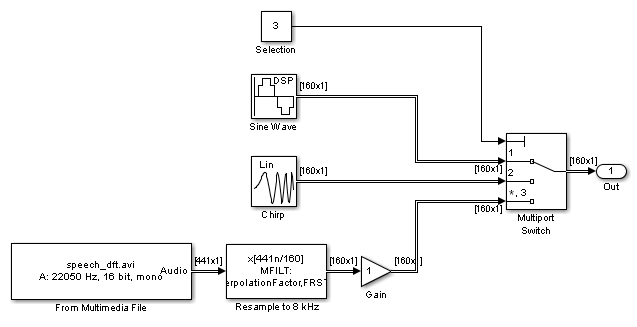 3
Selection
DSP
[160x1]
Sine Wave
Lin
[160x1]
Chirp
1
[160x1]
2
*, 3
[160x1]
Multiport
Switch
[160x1]
1
Out
speech_dft.avi
A: 22050 Hz, 16 bit, mono
Audio
From Multimedia File
[441x1]
x[441n/160]
MFILT:
erpolationFactor,FRS
Resample to 8 kHz
[160x1]
1
Gain
[160x]